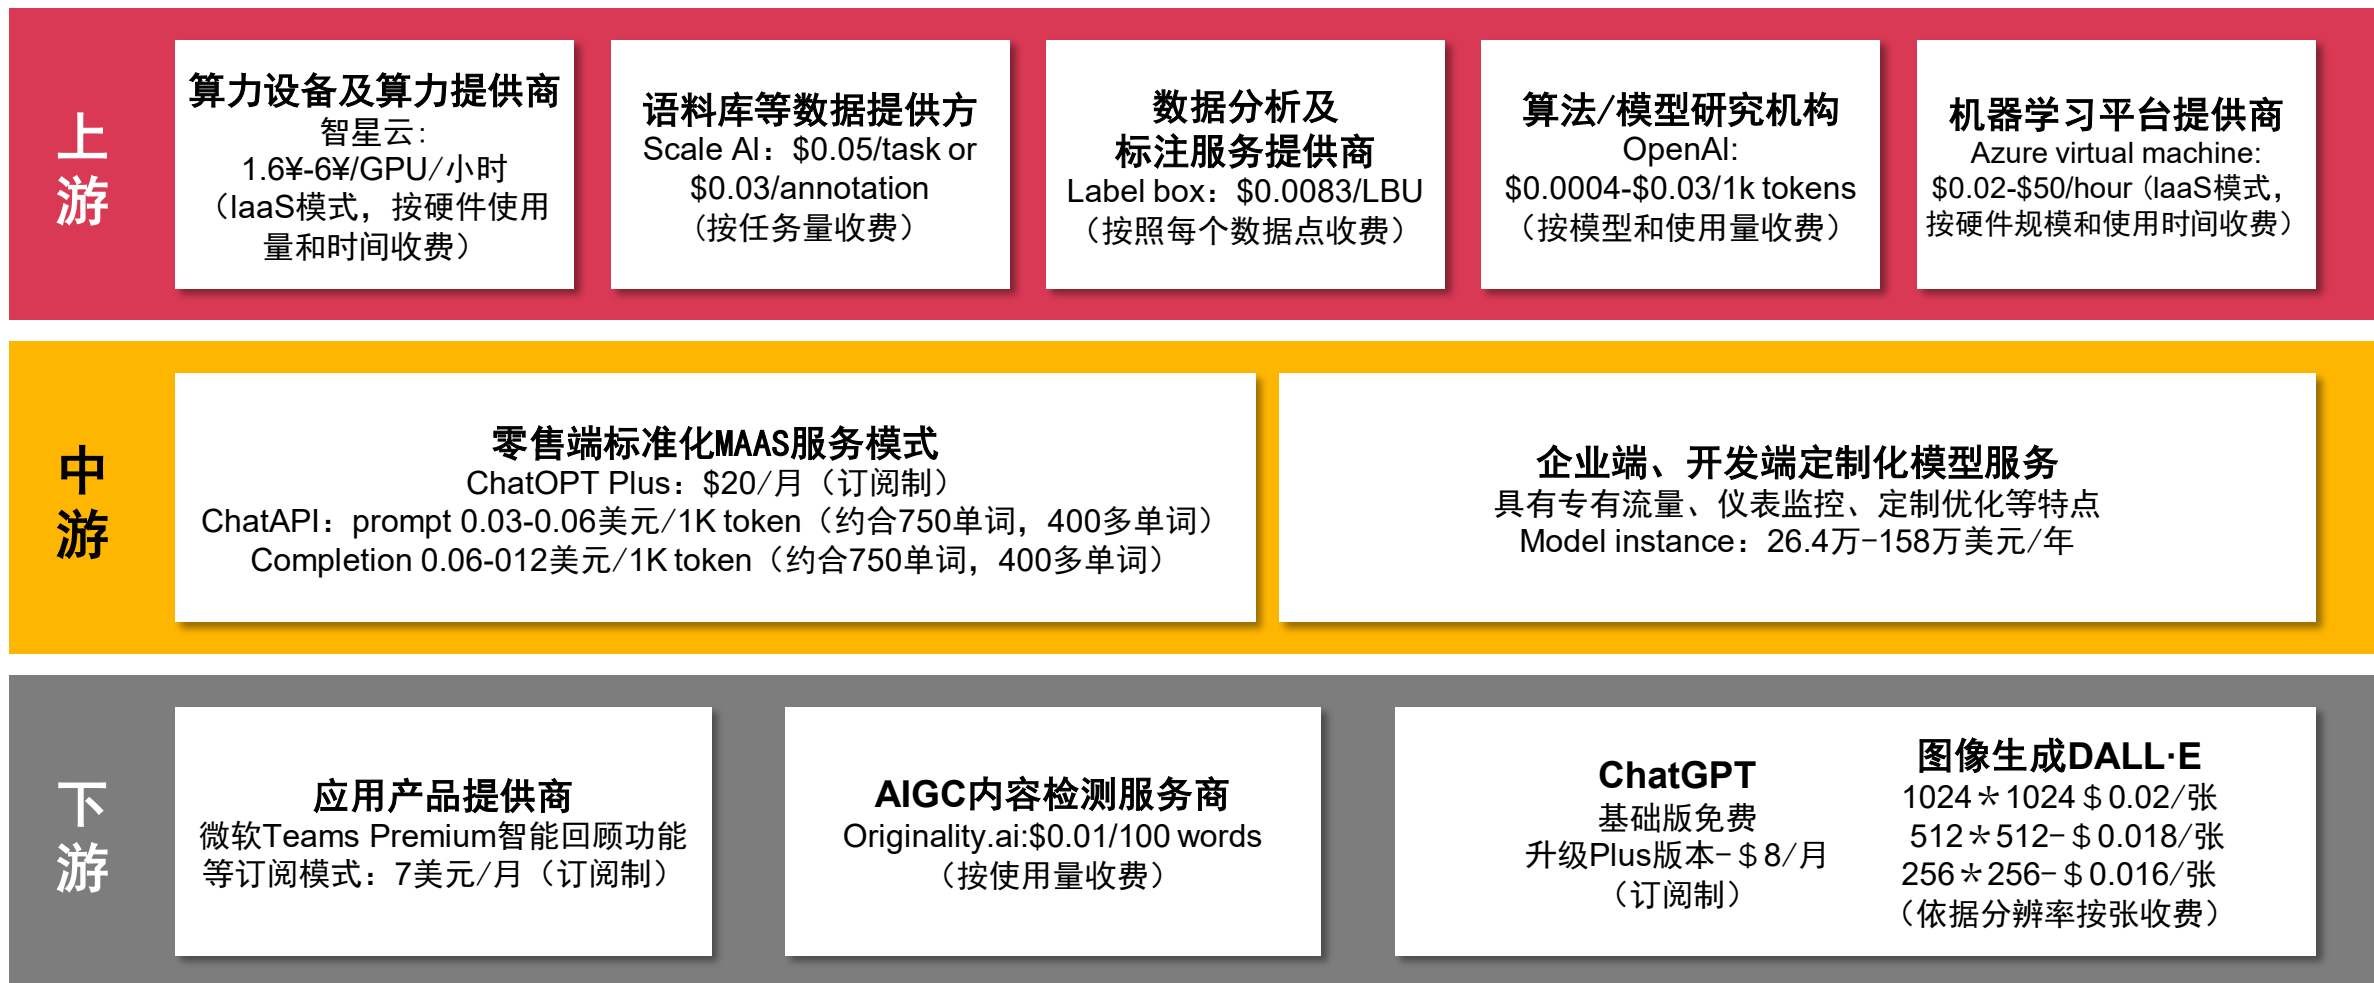 上
游
算力设备及算力提供商
智星云:
1.6¥-6¥/GPU/小时
（IaaS模式，按硬件使用
量和时间收费）
语料库等数据提供方
Scale AI：$0.05/task or
$0.03/annotation
（按任务量收费）
数据分析及
标注服务提供商
Label box：$0.0083/LBU
（按照每个数据点收费）
算法/模型研究机构
OpenAI:
$0.0004-$0.03/1k tokens
（按模型和使用量收费）
机器学习平台提供商
Azure virtual machine:
$0.02-$50/hour（IaaS模式，
按硬件规模和使用时间收费）
中
游
零售端标准化MAAS服务模式
ChatOPT Plus：$20/月（订阅制）
ChatAPI：prompt 0.03-0.06美元/1K token（约合750单词，400多单词）
Completion 0.06-012美元/1K token（约合750单词，400多单词）
企业端、开发端定制化模型服务
具有专有流量、仪表监控、定制优化等特点
Model instance：26.4万-158万美元/年
下
游
应用产品提供商
微软Teams Premium智能回顾功能
等订阅模式：7美元/月（订阅制）
AIGC内容检测服务商
Originality.ai:$0.01/100 words
（按使用量收费）
ChatGPT
基础版免费
升级Plus版本-＄8/月
（订阅制）
图像生成DALL·E
1024＊1024＄0.02/张
512＊512-＄0.018/张
256＊256-＄0.016/张
（依据分辨率按张收费）